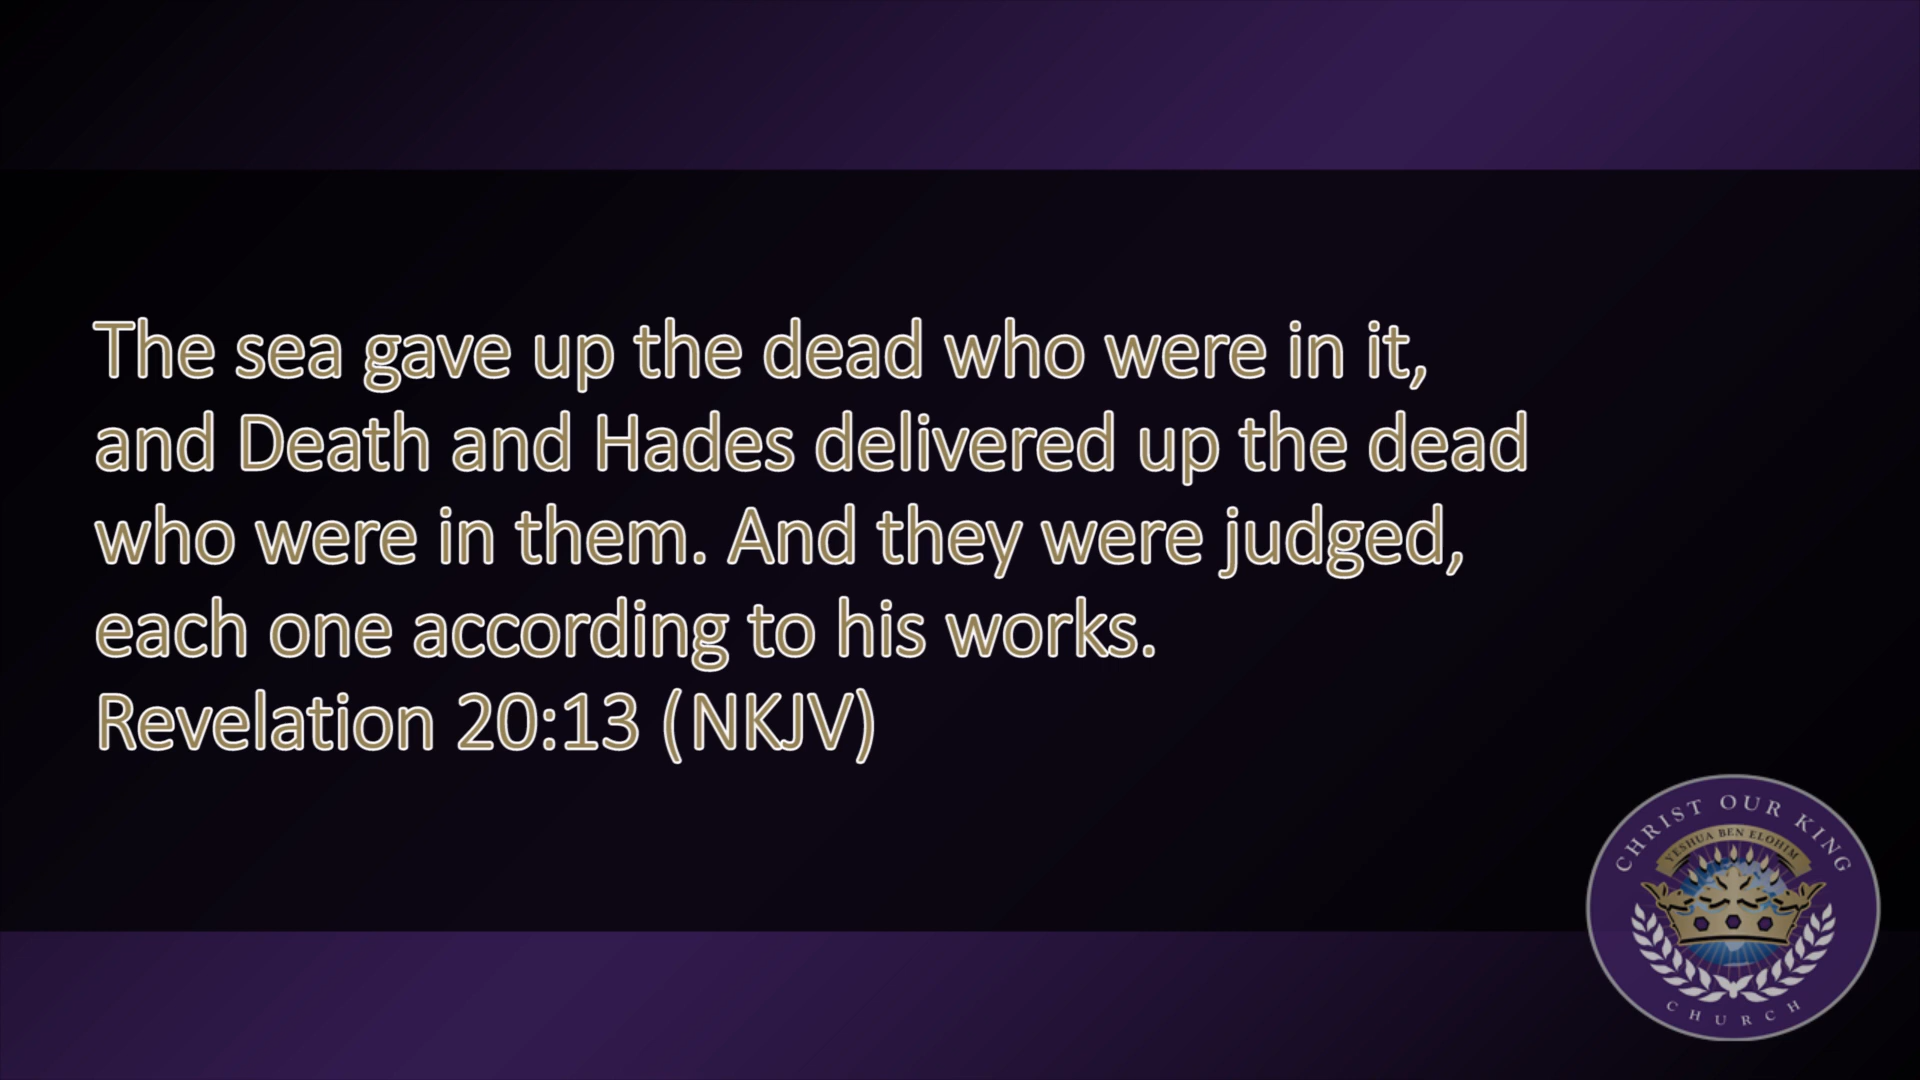 The sea gave up the dead who were in it,
and Death and Hades delivered up the dead
who were in them. And they were judged,
each one according to his works.
Revelation 20:13 (NKJV)
CHRIST OUR KING
YESHUA BEN ELOHIM
CHURCH